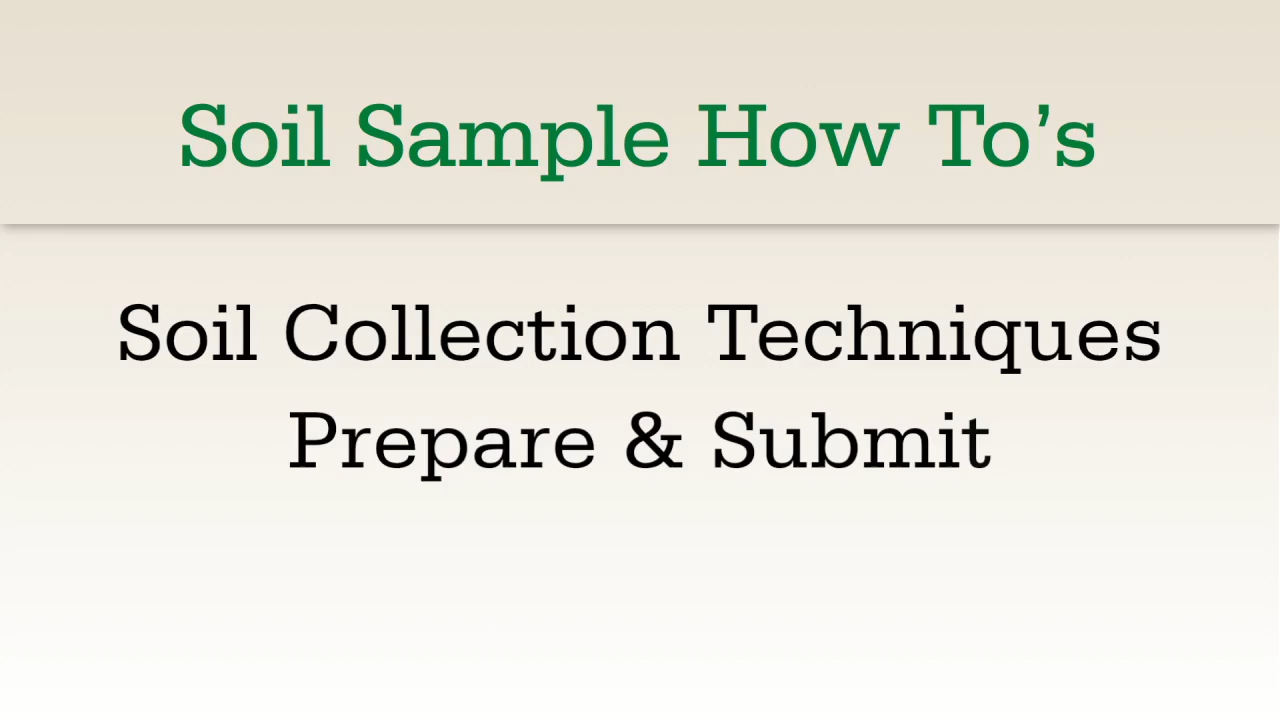 Soil Sample How To’s
Soil Collection Techniques
Prepare & Submit